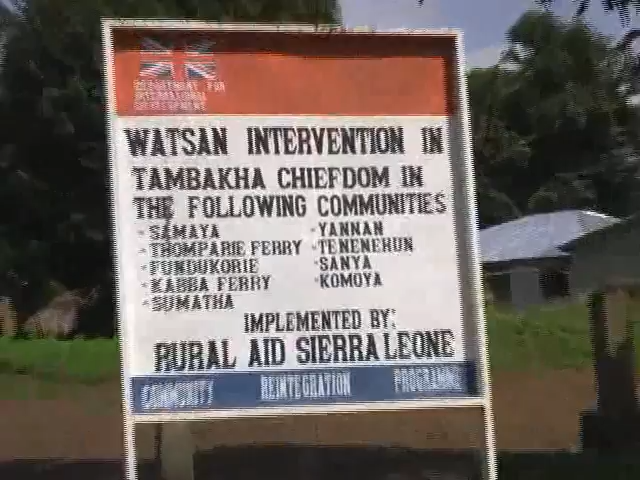 DEPARTMENT FOR
INTERNATIONAL
DEVELOPMENT
WATSAN INTERVENTION IN
TAMBAKHA CHIEFDOM IN
THE FOLLOWING COMMUNITIES
- SAMAYA
- THOMPARIE FERRY
- FUNDUKORIE
- KABBA FERRY
- SUMATHA
- YANNAN
- TENENEHUN
- SANYA
- KOMOYA
IMPLEMENTED BY:
RURAL AID SIERRA LEONE
COMMUNITY REINTEGRATION PROGRAMME